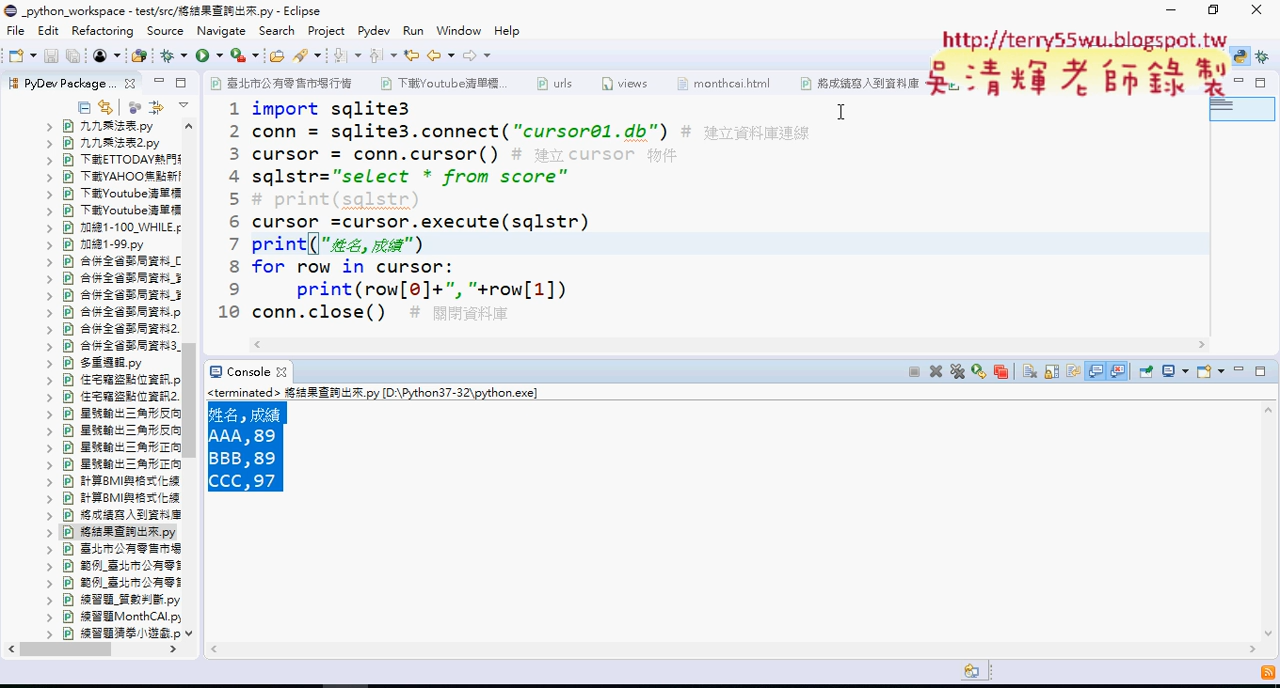 _python_workspace - test/src/將結果查詢出來.py - Eclipse
File Edit Refactoring Source Navigate Search Project Pydev Run Window Help
http://terry55wu.blogspot.tw
吳清輝老師錄製
PyDev Package ...
臺北市公有零售市場行情
下載Youtube清單標...
urls
views
monthcai.html
將成績寫入到資料庫
九九乘法表.py
九九乘法表2.py
下載ETTODAY熱門新
下載YAHOO焦點新聞
下載Youtube清單標
下載Youtube清單標
加總1-100_WHILE.p
加總1-99.py
合併全省郵局資料_D
合併全省郵局資料_資
合併全省郵局資料_資
合併全省郵局資料.p
合併全省郵局資料2.
合併全省郵局資料3_
多重邏輯.py
住宅竊盜點位資訊.p
住宅竊盜點位資訊2.
星號輸出三角形反向
星號輸出三角形反向
星號輸出三角形正向
星號輸出三角形正向
計算BMI與格式化練
計算BMI與格式化練
將成績寫入到資料庫
將結果查詢出來.py
臺北市公有零售市場
範例_臺北市公有零售
範例_臺北市公有零售
練習題_質數判斷.py
練習題MonthCAI.py
練習題猜拳小遊戲.p
1 import sqlite3
2 conn = sqlite3.connect("cursor01.db") # 建立資料庫連線
3 cursor = conn.cursor() # 建立 cursor 物件
4 sqlstr="select * from score"
5 # print(sqlstr)
6 cursor =cursor.execute(sqlstr)
7 print("姓名,成績")
8 for row in cursor:
9 print(row[0]+","+row[1])
10 conn.close() # 關閉資料庫
Console
<terminated> 將結果查詢出來.py [D:\Python37-32\python.exe]
姓名,成績
AAA,89
BBB,89
CCC,97